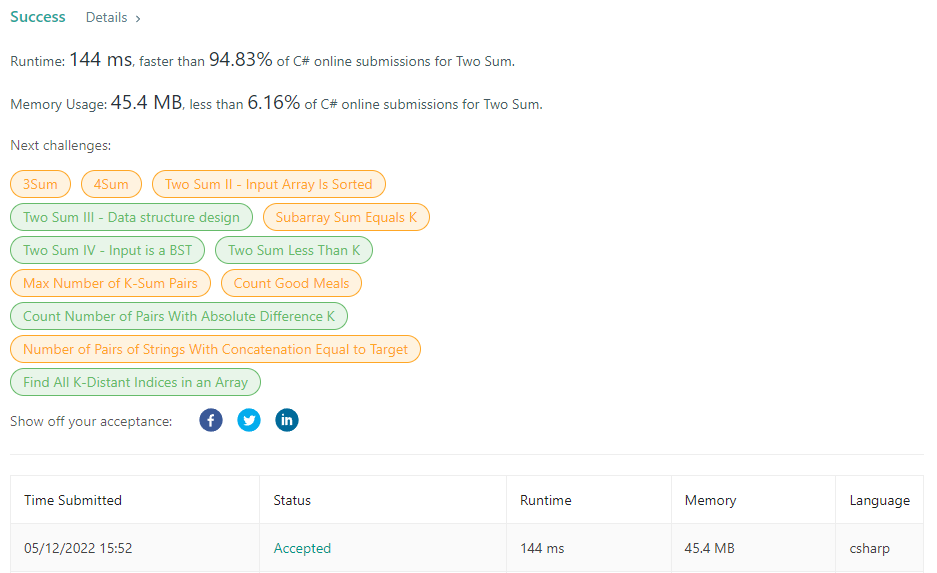 Success Details >
Runtime: 144 ms, faster than 94.83% of C# online submissions for Two Sum.
Memory Usage: 45.4 MB, less than 6.16% of C# online submissions for Two Sum.
Next challenges:
3Sum 4Sum Two Sum II - Input Array Is Sorted
Two Sum III - Data structure design Subarray Sum Equals K
Two Sum IV - Input is a BST Two Sum Less Than K
Max Number of K-Sum Pairs Count Good Meals
Count Number of Pairs With Absolute Difference K
Number of Pairs of Strings With Concatenation Equal to Target
Find All K-Distant Indices in an Array
Show off your acceptance: f in
Time Submitted Status Runtime Memory Language
05/12/2022 15:52 Accepted 144 ms 45.4 MB csharp